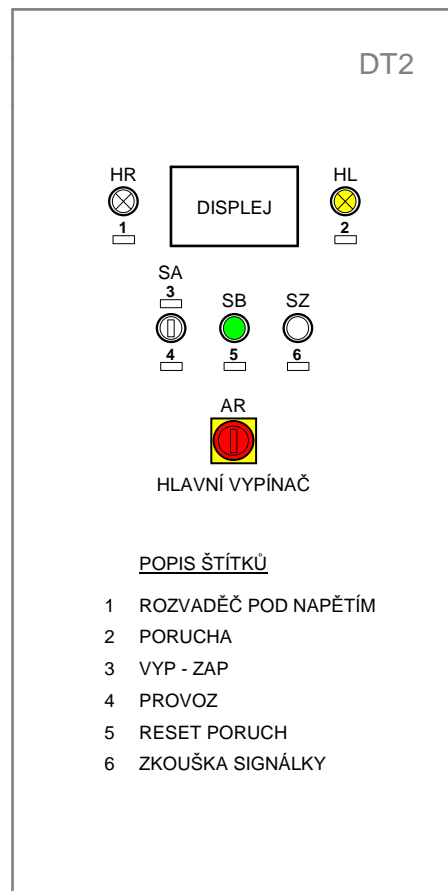 DT2
HR
HL
DISPLEJ
1
2
SA
3
SB
SZ
4
5
6
AR
HLAVNÍ VYPÍNAČ
POPIS ŠTÍTKŮ
1 ROZVADĚČ POD NAPĚTÍM
2 PORUCHA
3 VYP - ZAP
4 PROVOZ
5 RESET PORUCH
6 ZKOUŠKA SIGNÁLKY